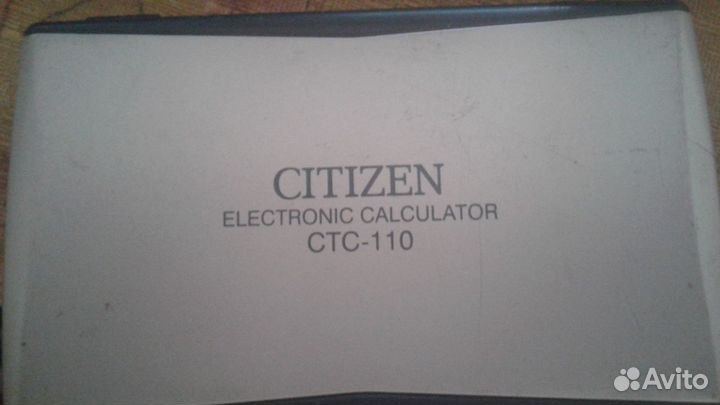 CITIZEN
ELECTRONIC CALCULATOR
CTC-110
Avito